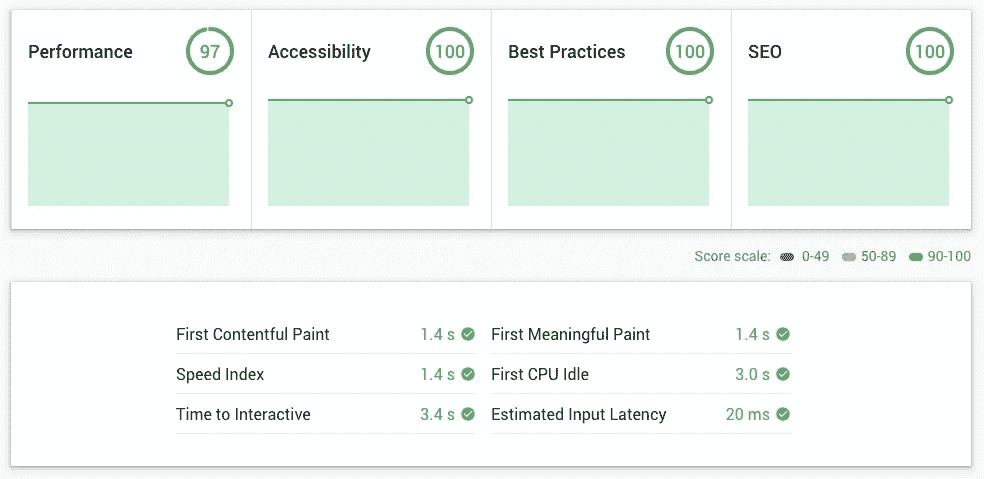 Performance 97 Accessibility 100 Best Practices 100 SEO 100
Score scale: 0-49 50-89 90-100
First Contentful Paint 1.4 s First Meaningful Paint 1.4 s
Speed Index 1.4 s First CPU Idle 3.0 s
Time to Interactive 3.4 s Estimated Input Latency 20 ms